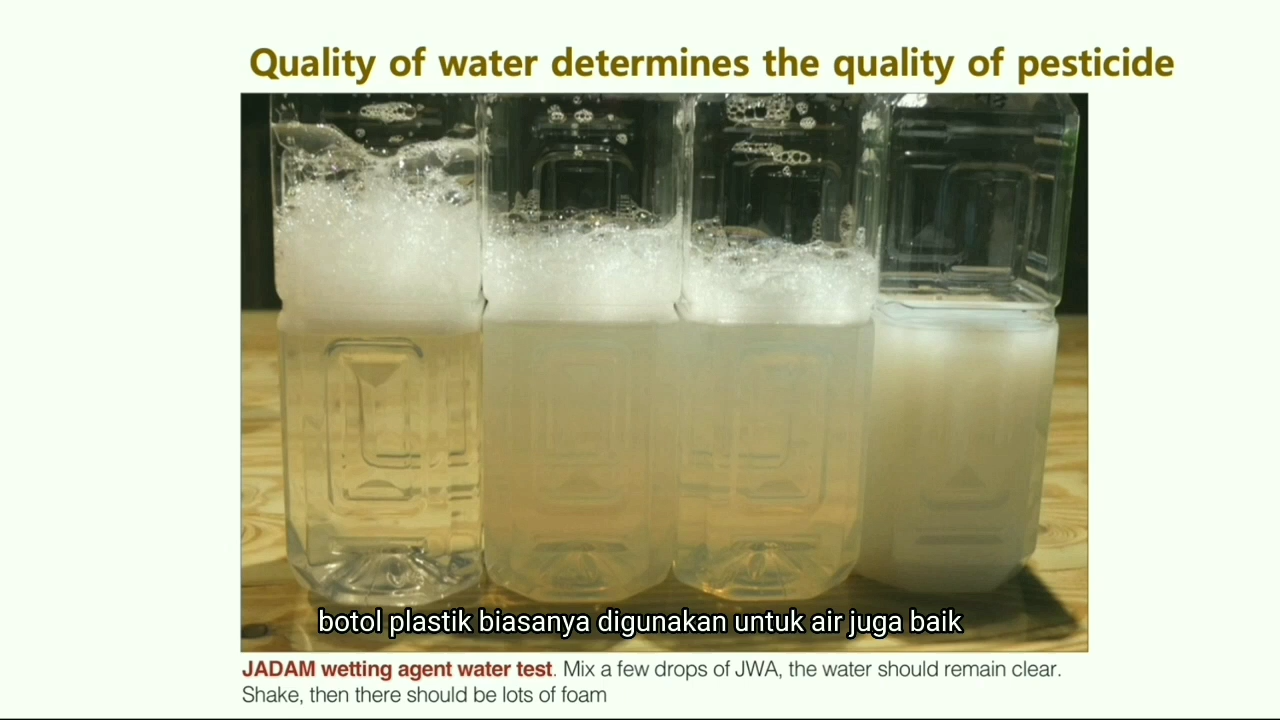 Quality of water determines the quality of pesticide
botol plastik biasanya digunakan untuk air juga baik
JADAM wetting agent water test. Mix a few drops of JWA, the water should remain clear.
Shake, then there should be lots of foam